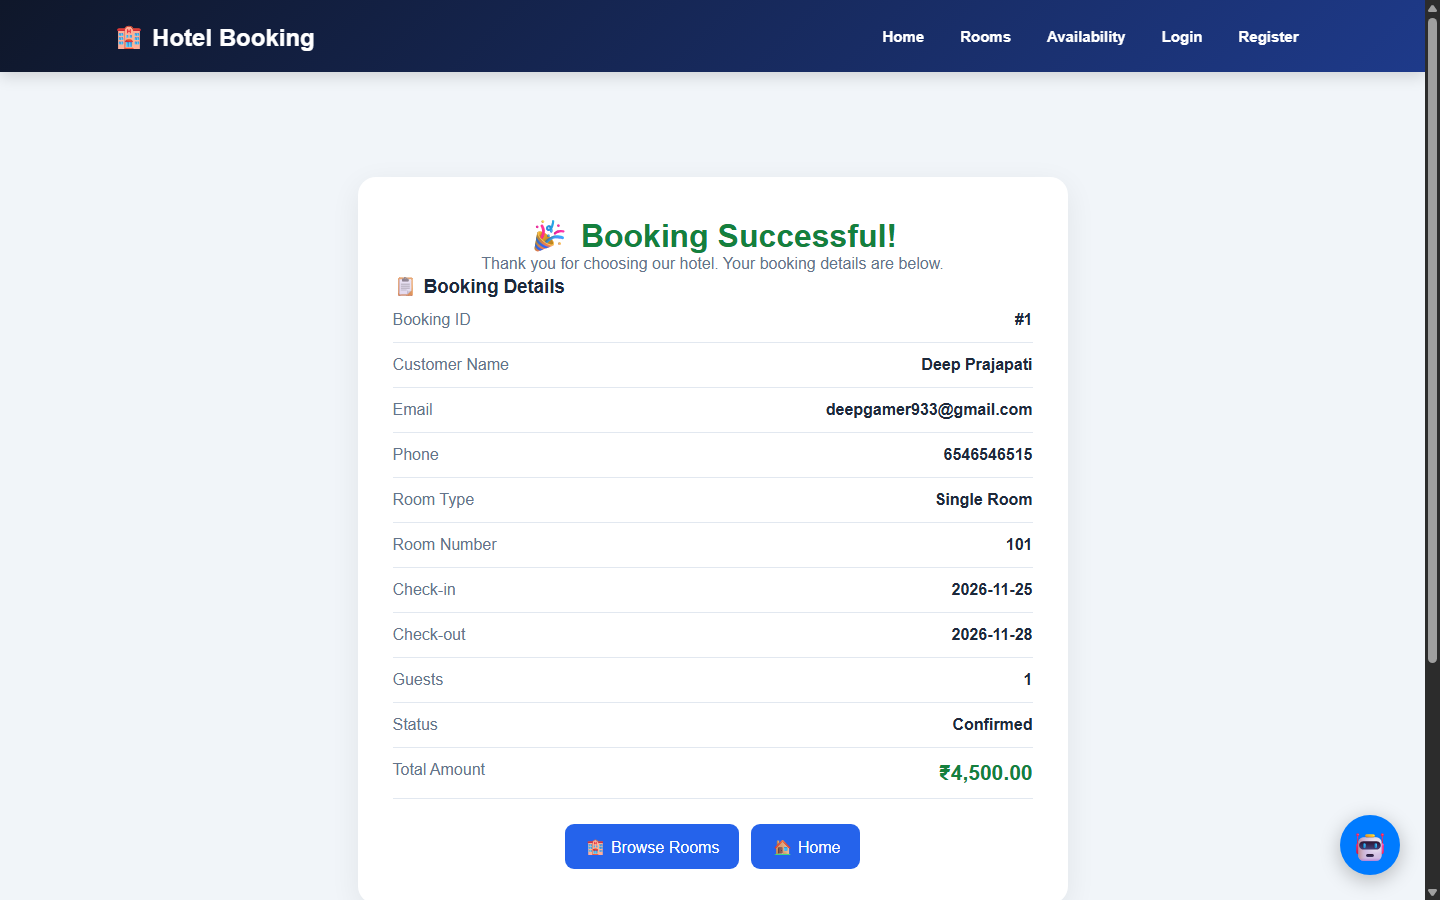 Hotel Booking
Home Rooms Availability Login Register
Booking Successful!
Thank you for choosing our hotel. Your booking details are below.
Booking Details
Booking ID #1
Customer Name Deep Prajapati
Email deepgamer933@gmail.com
Phone 6546546515
Room Type Single Room
Room Number 101
Check-in 2026-11-25
Check-out 2026-11-28
Guests 1
Status Confirmed
Total Amount ₹4,500.00
Browse Rooms Home